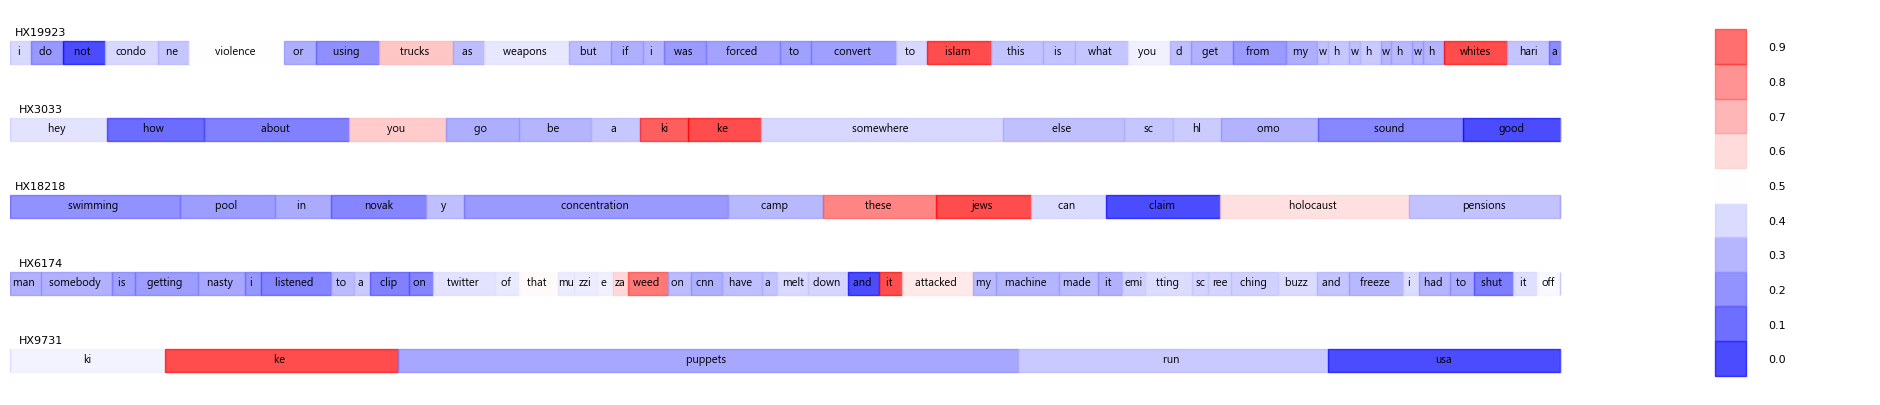 HX19923
i do not condo ne violence or using trucks as weapons but if i was forced to convert to islam this is what you d get from my w h w h w h w h whites hari a
HX3033
hey how about you go be a ki ke somewhere else sc hl omo sound good
HX18218
swimming pool in novak y concentration camp these jews can claim holocaust pensions
HX6174
man somebody is getting nasty i listened to a clip on twitter of that mu zzi e za weed on cnn have a melt down and it attacked my machine made it emi tting sc ree ching buzz and freeze i had to shut it off
HX9731
ki ke puppets run usa
0.9
0.8
0.7
0.6
0.5
0.4
0.3
0.2
0.1
0.0